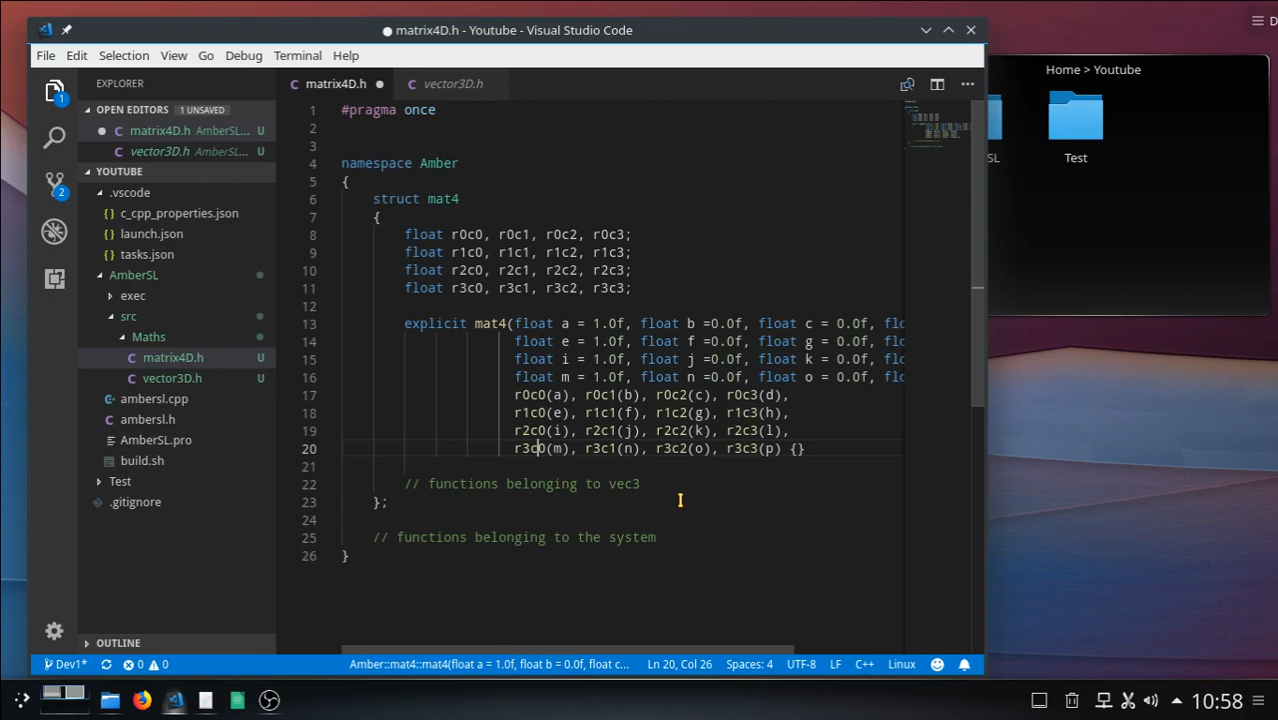 matrix4D.h - Youtube - Visual Studio Code
File Edit Selection View Go Debug Terminal Help
EXPLORER
matrix4D.h
vector3D.h
OPEN EDITORS 1 UNSAVED
matrix4D.h AmberSL... U
vector3D.h AmberSL... U
YOUTUBE
.vscode
c_cpp_properties.json
launch.json
tasks.json
AmberSL
exec
src
Maths
matrix4D.h U
vector3D.h U
ambersl.cpp
ambersl.h
AmberSL.pro
build.sh
Test
.gitignore
OUTLINE
1
2
1 #pragma once
2
3
4 namespace Amber
5 {
6 struct mat4
7 {
8 float r0c0, r0c1, r0c2, r0c3;
9 float r1c0, r1c1, r1c2, r1c3;
10 float r2c0, r2c1, r2c2, r2c3;
11 float r3c0, r3c1, r3c2, r3c3;
12
13 explicit mat4(float a = 1.0f, float b =0.0f, float c = 0.0f, flo
14 float e = 1.0f, float f =0.0f, float g = 0.0f, flo
15 float i = 1.0f, float j =0.0f, float k = 0.0f, flo
16 float m = 1.0f, float n =0.0f, float o = 0.0f, flo
17 r0c0(a), r0c1(b), r0c2(c), r0c3(d),
18 r1c0(e), r1c1(f), r1c2(g), r1c3(h),
19 r2c0(i), r2c1(j), r2c2(k), r2c3(l),
20 r3c0(m), r3c1(n), r3c2(o), r3c3(p) {}
21
22 // functions belonging to vec3
23 };
24
25 // functions belonging to the system
26 }
Dev1* 0 0 Amber::mat4::mat4(float a = 1.0f, float b = 0.0f, float c... Ln 20, Col 26 Spaces: 4 UTF-8 LF C++ Linux
D
Home > Youtube
SL
Test
10:58